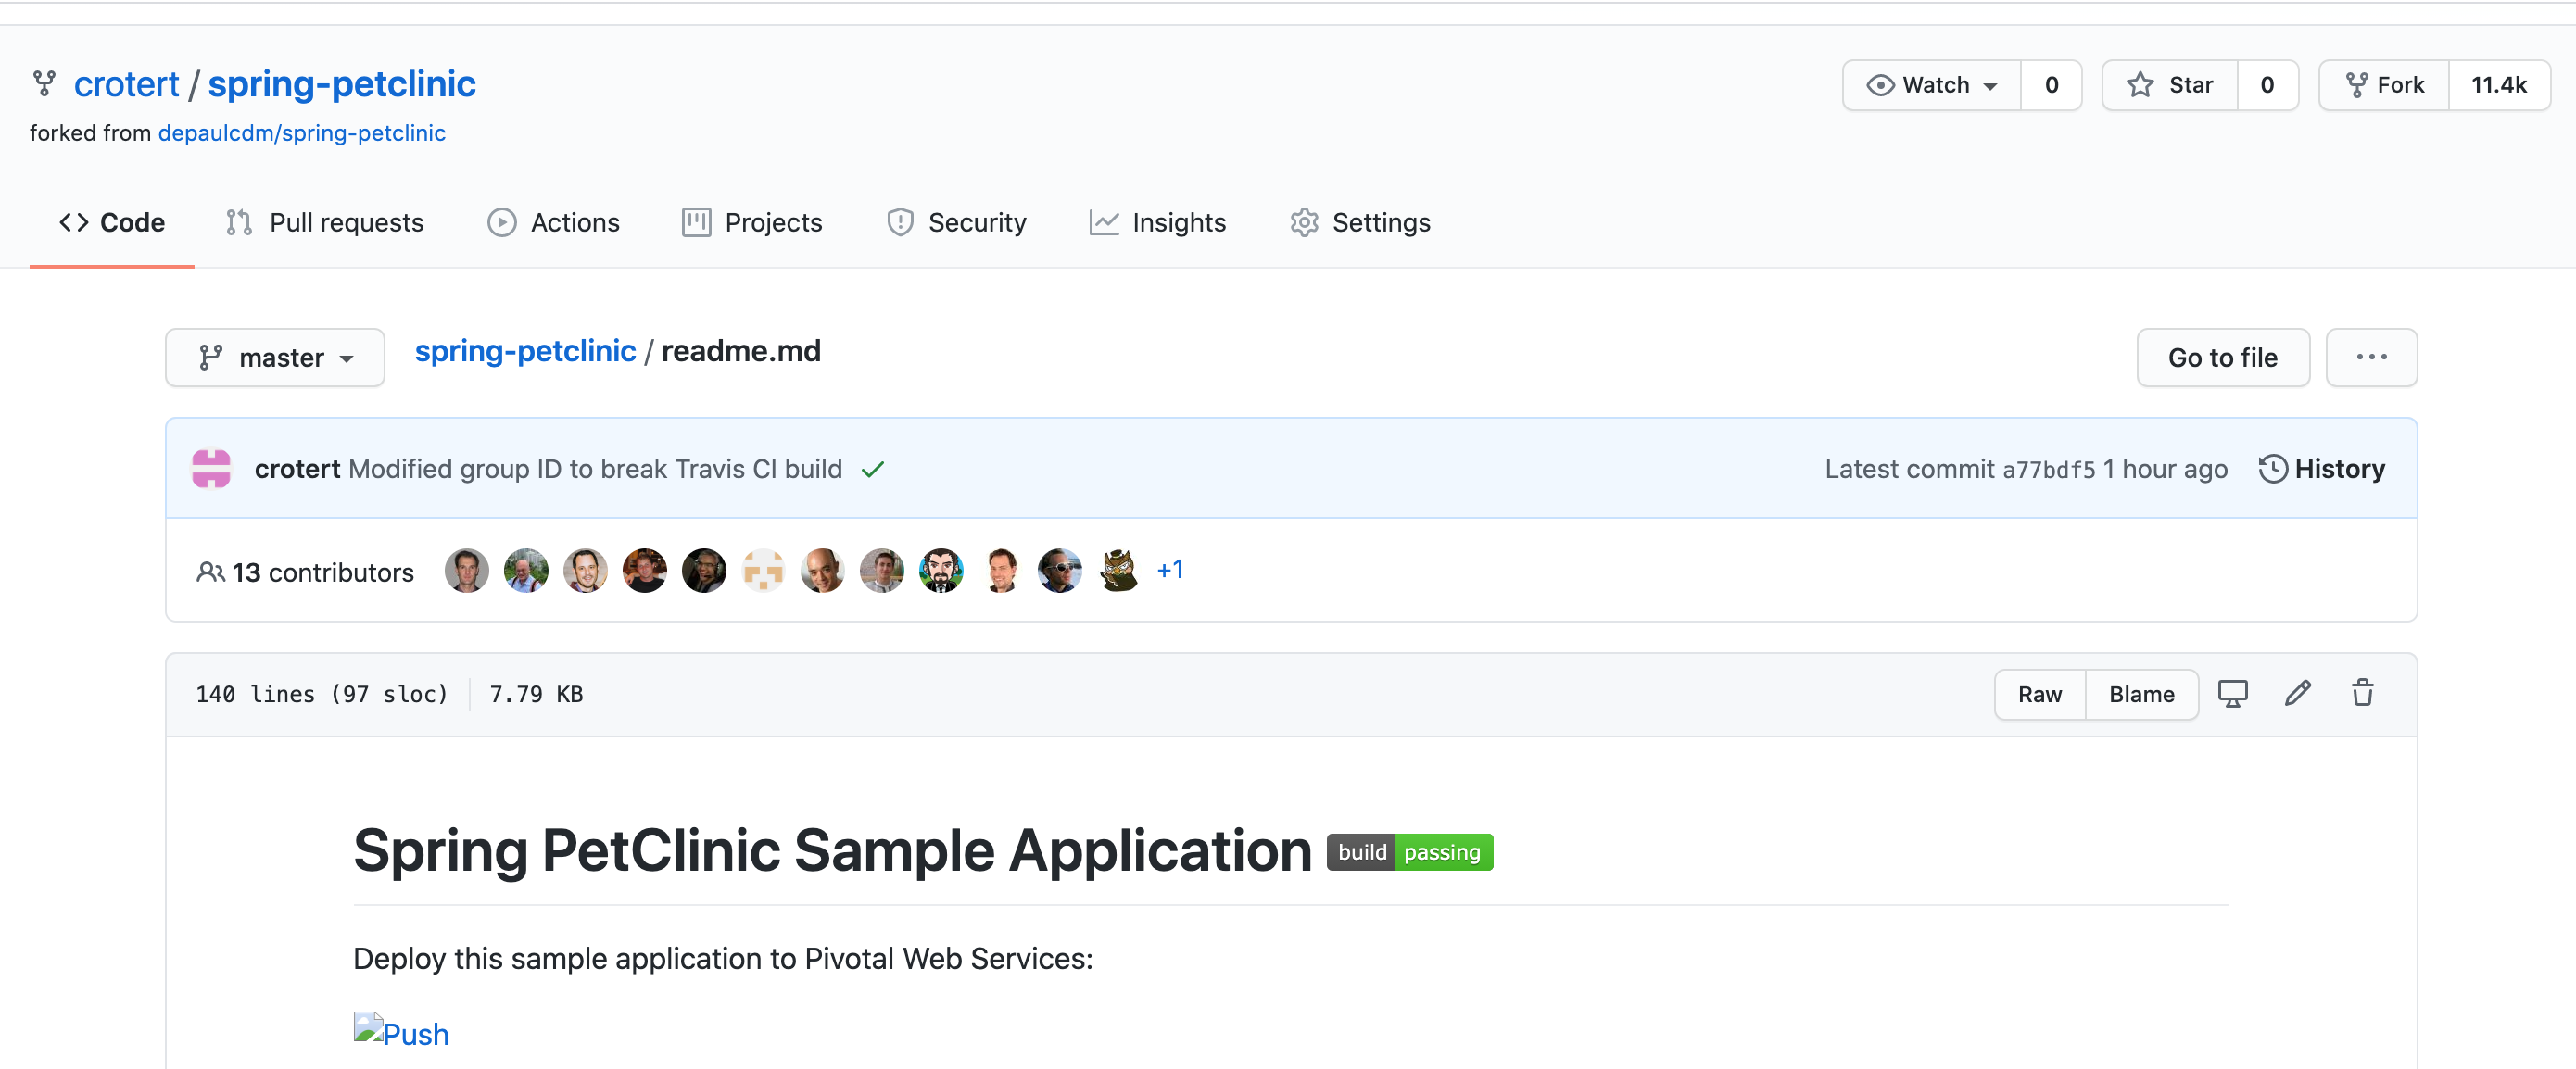 crotert / spring-petclinic
Watch 0 Star 0 Fork 11.4k
forked from depaulcdm/spring-petclinic
Code Pull requests Actions Projects Security Insights Settings
master spring-petclinic / readme.md Go to file ...
crotert Modified group ID to break Travis CI build Latest commit a77bdf5 1 hour ago History
13 contributors +1
140 lines (97 sloc) 7.79 KB Raw Blame
Spring PetClinic Sample Application build passing
Deploy this sample application to Pivotal Web Services:
Push